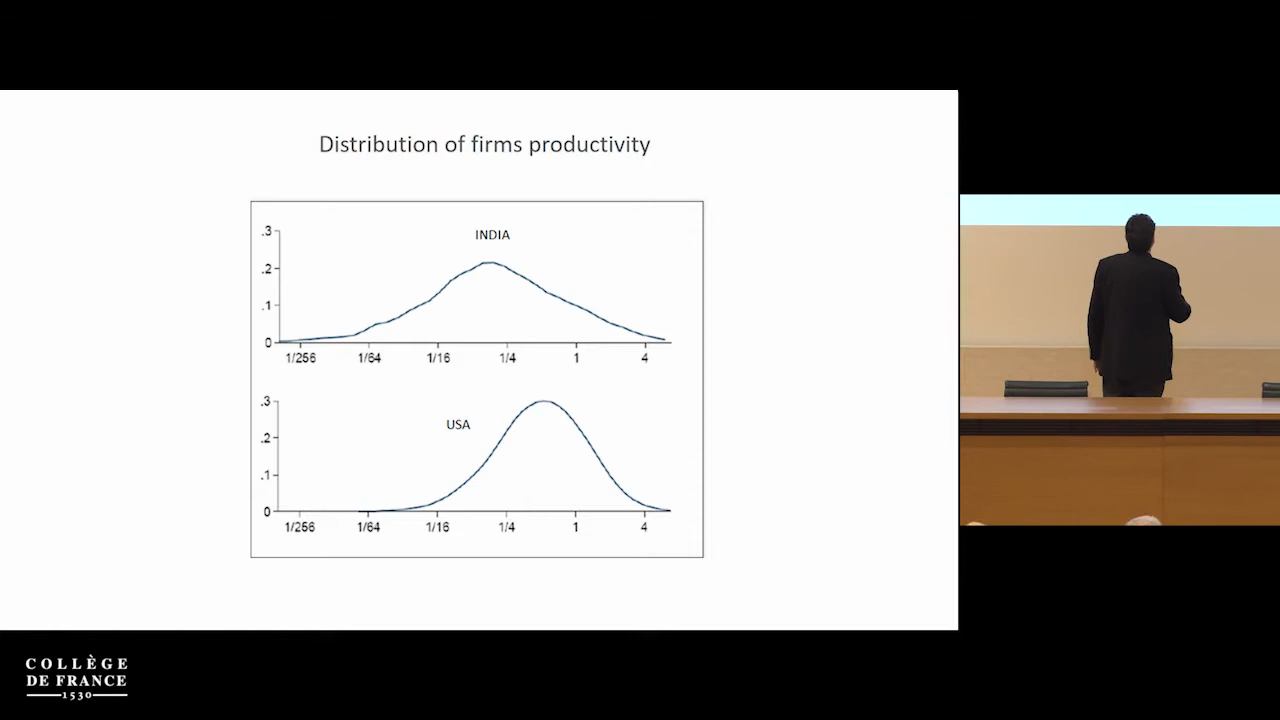 Distribution of firms productivity
INDIA
.3
.2
.1
0
1/256 1/64 1/16 1/4 1 4
USA
.3
.2
.1
0
1/256 1/64 1/16 1/4 1 4
COLLÈGE
DE FRANCE
1530